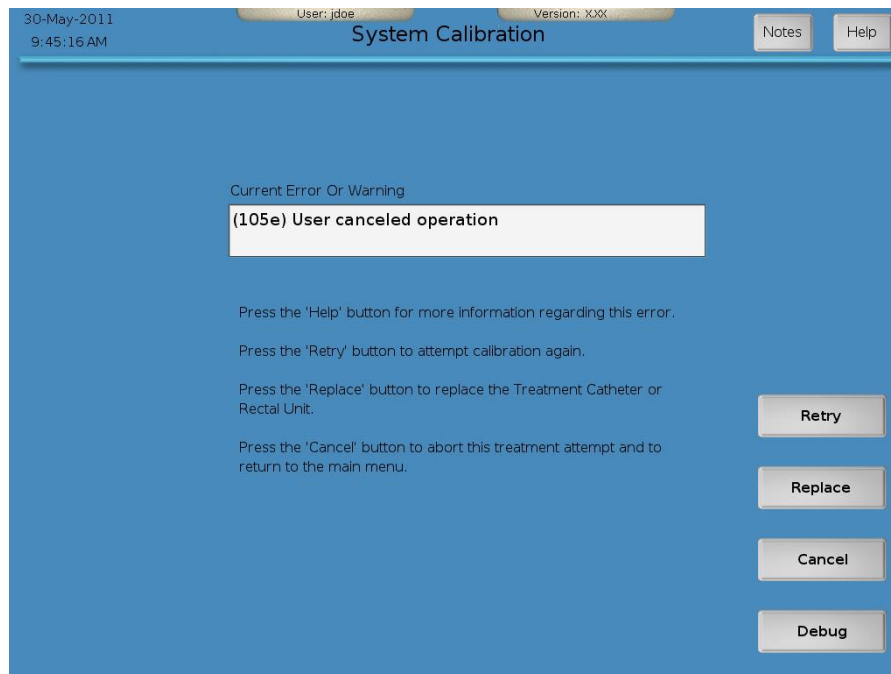 30-May-2011
9:45:16 AM
User: jdoe
Version: X.XX
System Calibration
Notes
Help
Current Error Or Warning
(105e) User canceled operation
Press the 'Help' button for more information regarding this error.
Press the 'Retry' button to attempt calibration again.
Press the 'Replace' button to replace the Treatment Catheter or
Rectal Unit.
Press the 'Cancel' button to abort this treatment attempt and to
return to the main menu.
Retry
Replace
Cancel
Debug